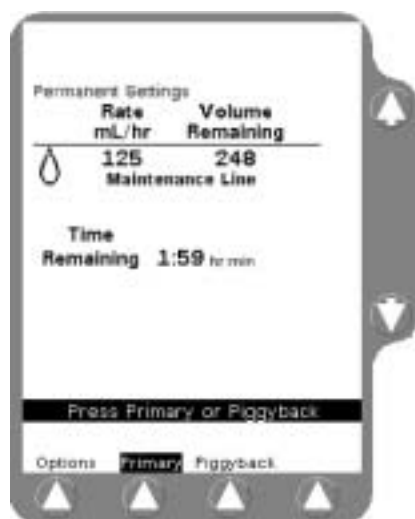 Permanent Settings
Rate Volume
mL/hr Remaining
125 248
Maintenance Line
Time
Remaining 1:59 hr min
Press Primary or Piggyback
Options Primary Piggyback